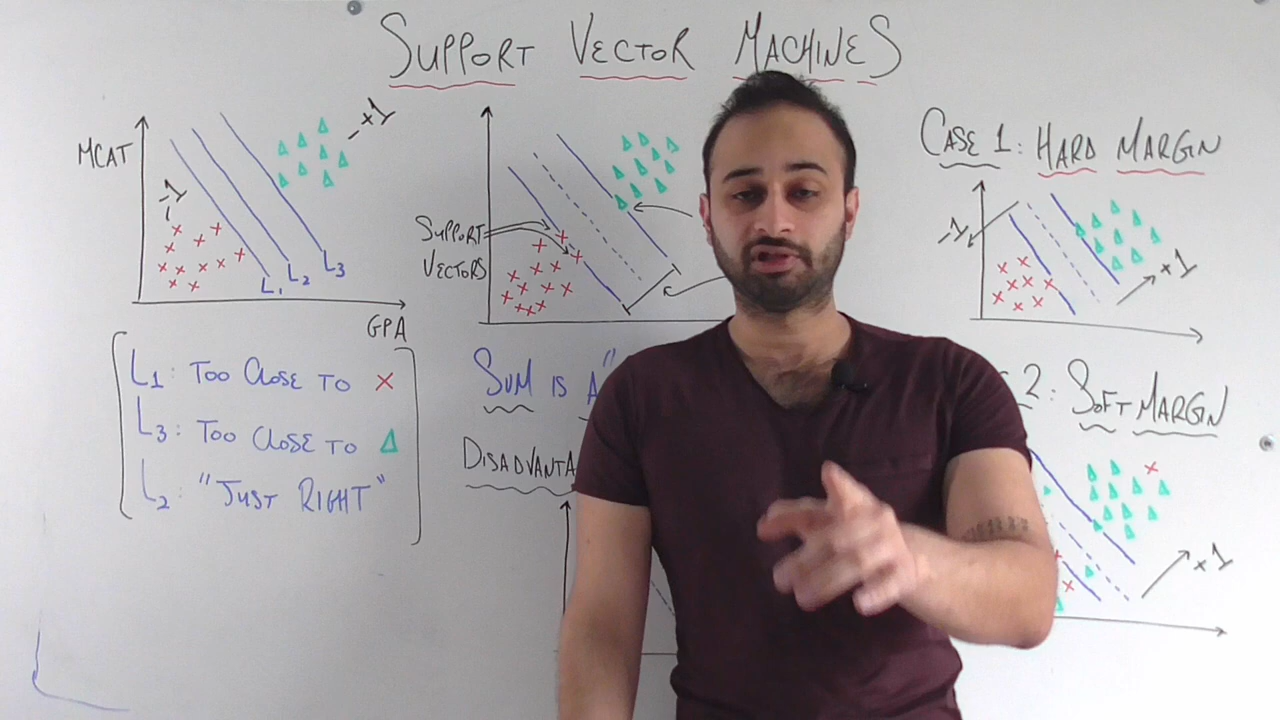 SUPPORT VECTOR MACHINES
MCAT
-1
+1
L1
L2
L3
GPA
L1: TOO CLOSE TO X
L3: TOO CLOSE TO Δ
L2: "JUST RIGHT"
SUPPORT
VECTORS
SVM IS A "
DISADVANTA
CASE 1: HARD MARGIN
-1
+1
2: SOFT MARGIN
+1